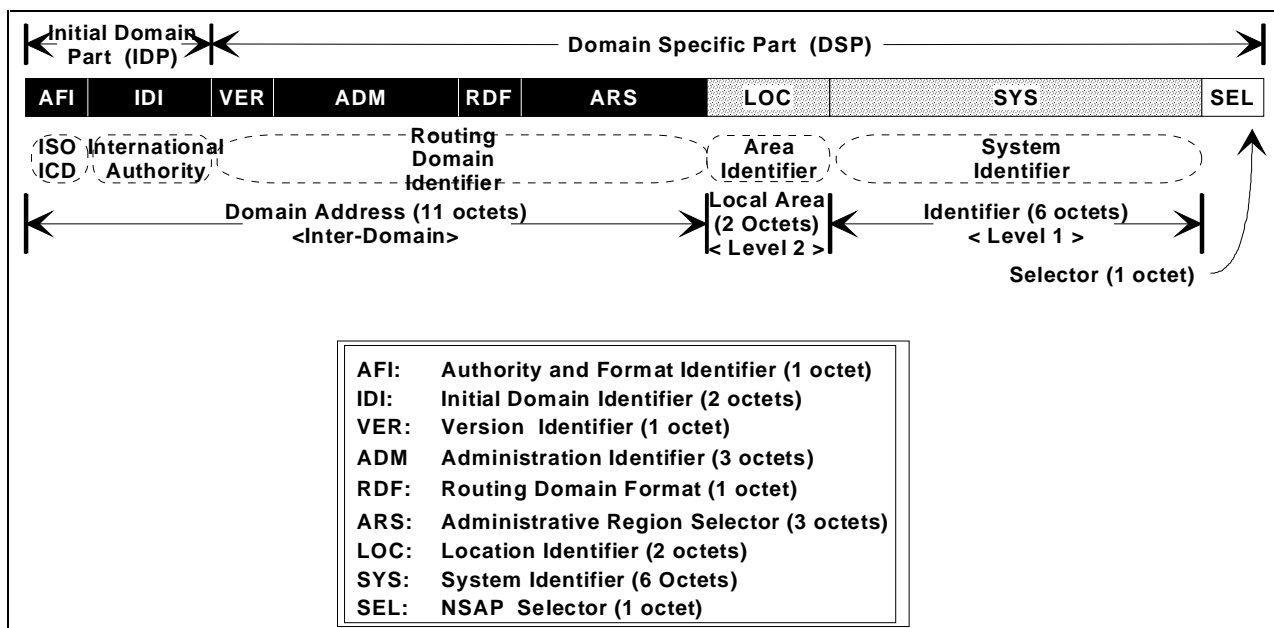 Initial Domain
Part (IDP)
Domain Specific Part (DSP)
AFI IDI VER ADM RDF ARS LOC SYS SEL
ISO
ICD
International
Authority
Routing
Domain
Identifier
Area
Identifier
System
Identifier
Domain Address (11 octets)
<Inter-Domain>
Local Area
(2 Octets)
< Level 2 >
Identifier (6 octets)
< Level 1 >
Selector (1 octet)
AFI: Authority and Format Identifier (1 octet)
IDI: Initial Domain Identifier (2 octets)
VER: Version Identifier (1 octet)
ADM Administration Identifier (3 octets)
RDF: Routing Domain Format (1 octet)
ARS: Administrative Region Selector (3 octets)
LOC: Location Identifier (2 octets)
SYS: System Identifier (6 Octets)
SEL: NSAP Selector (1 octet)